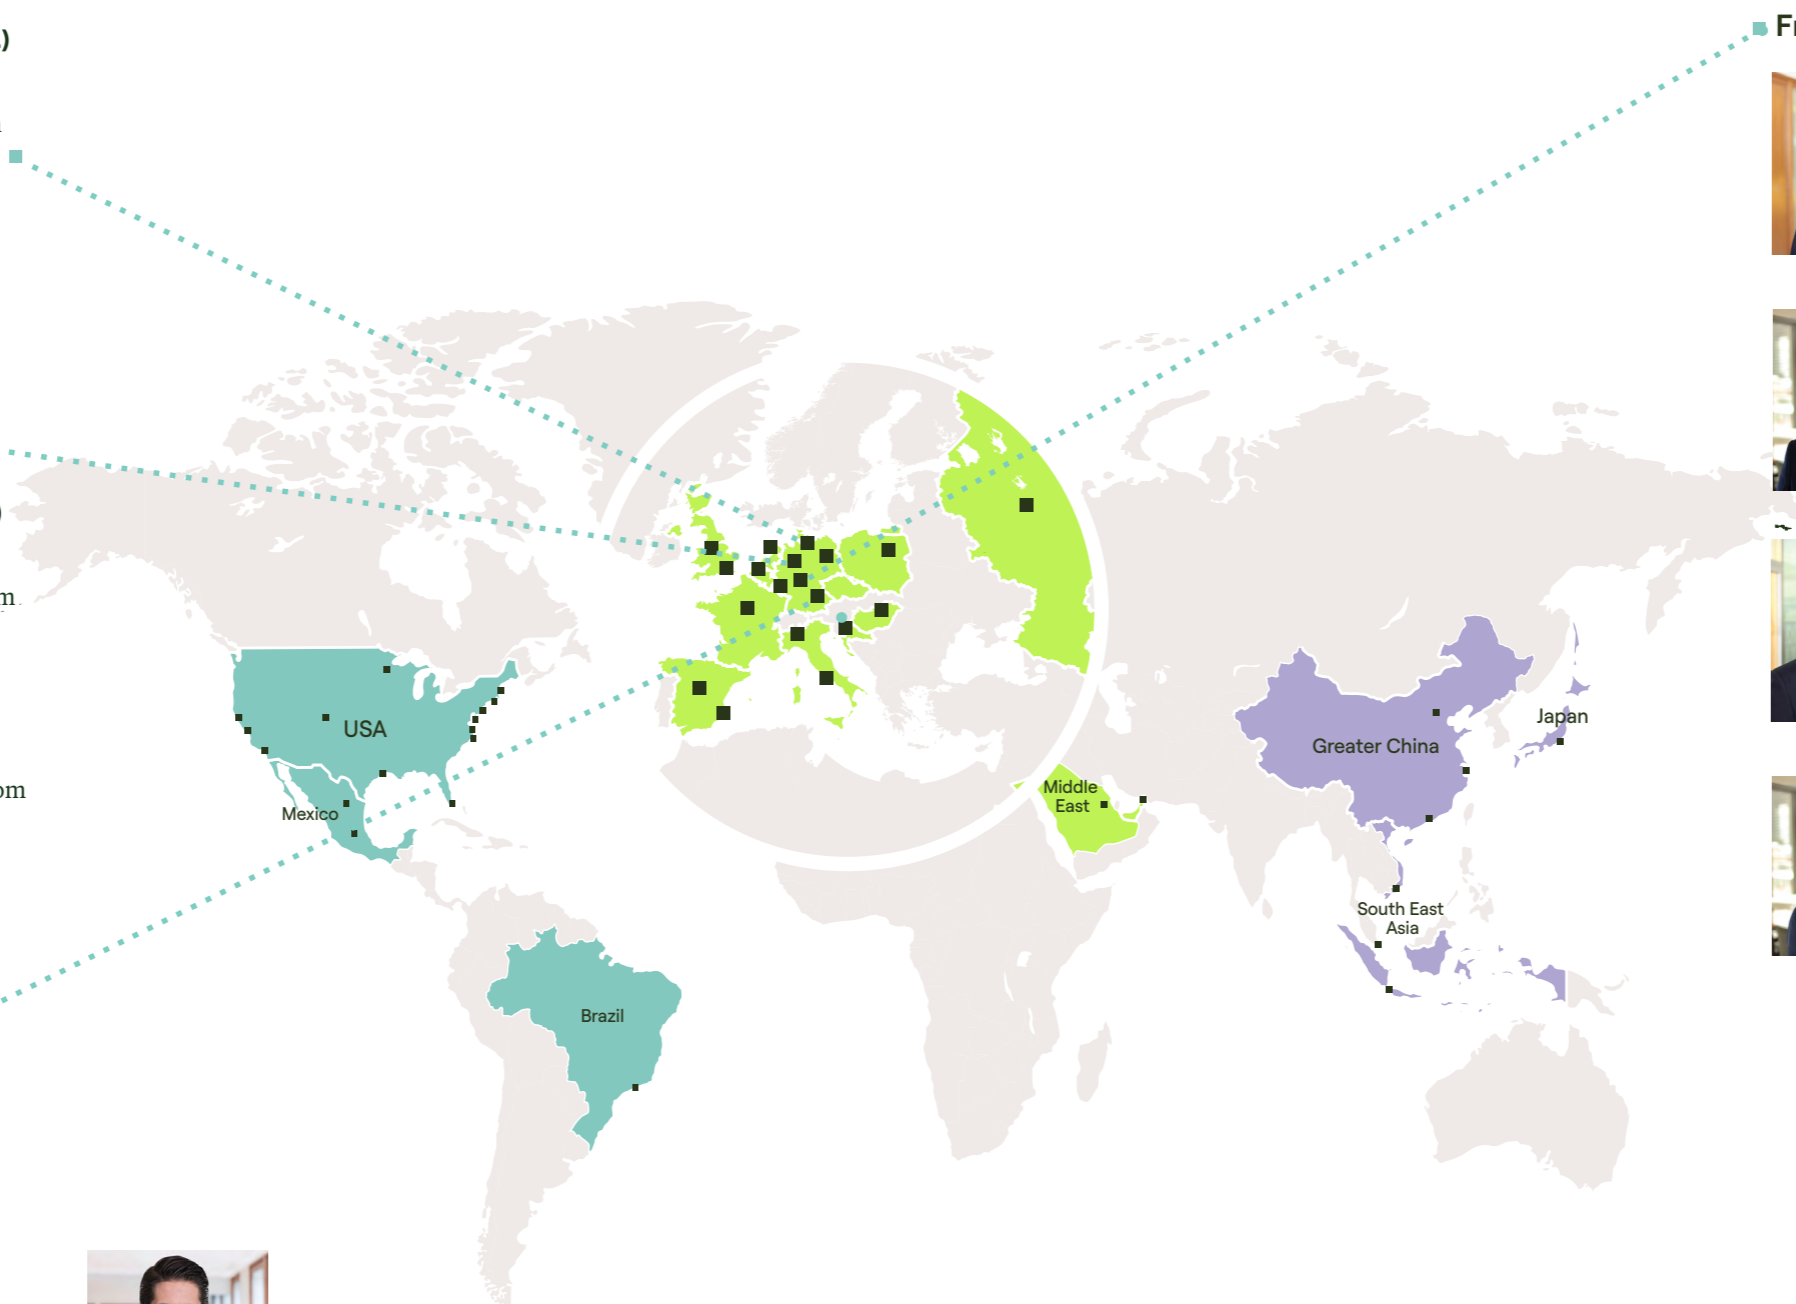 USA
Mexico
Brazil
Middle
East
Greater China
Japan
South East
Asia